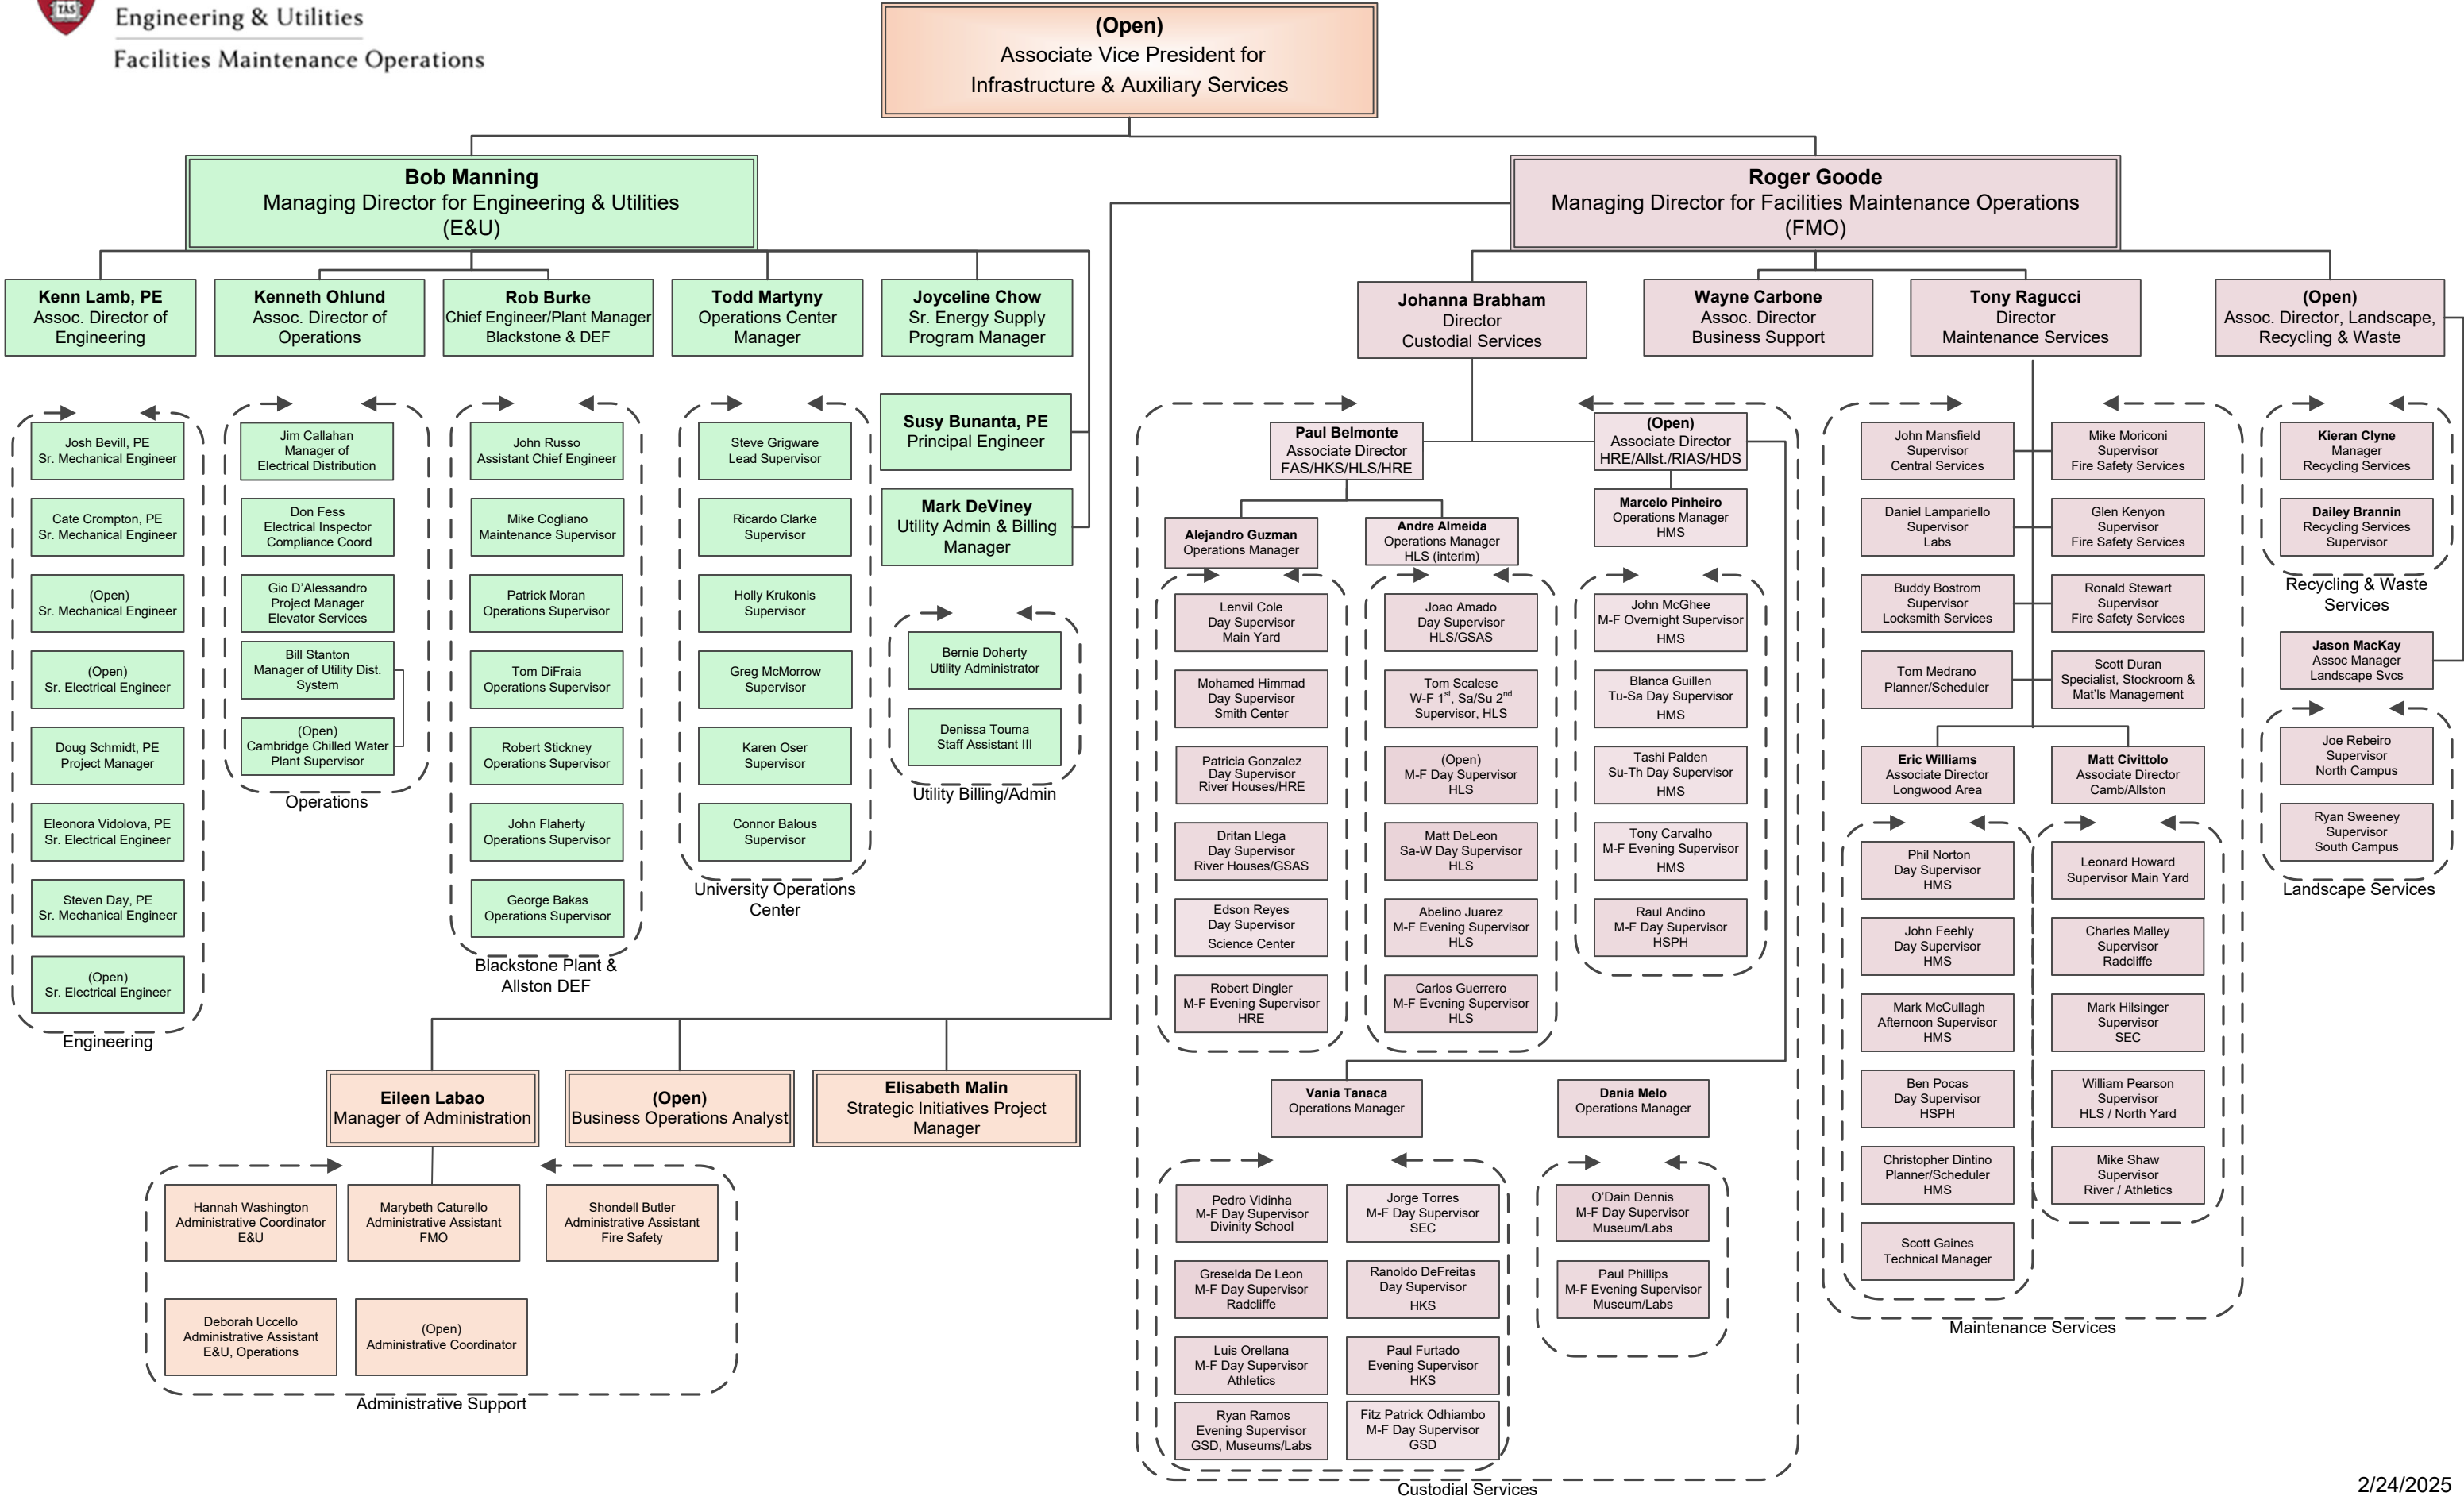 TAS
Engineering & Utilities
Facilities Maintenance Operations
(Open)
Associate Vice President for
Infrastructure & Auxiliary Services
Bob Manning
Managing Director for Engineering & Utilities
(E&U)
Roger Goode
Managing Director for Facilities Maintenance Operations
(FMO)
Kenn Lamb, PE
Assoc. Director of
Engineering
Kenneth Ohlund
Assoc. Director of
Operations
Rob Burke
Chief Engineer/Plant Manager
Blackstone & DEF
Todd Martyny
Operations Center
Manager
Joyceline Chow
Sr. Energy Supply
Program Manager
Susy Bunanta, PE
Principal Engineer
Mark DeViney
Utility Admin & Billing
Manager
Johanna Brabham
Director
Custodial Services
Wayne Carbone
Assoc. Director
Business Support
Tony Ragucci
Director
Maintenance Services
(Open)
Assoc. Director, Landscape,
Recycling & Waste
Josh Bevill, PE
Sr. Mechanical Engineer
Cate Crompton, PE
Sr. Mechanical Engineer
(Open)
Sr. Mechanical Engineer
(Open)
Sr. Electrical Engineer
Doug Schmidt, PE
Project Manager
Eleonora Vidolova, PE
Sr. Electrical Engineer
Steven Day, PE
Sr. Mechanical Engineer
(Open)
Sr. Electrical Engineer
Engineering
Jim Callahan
Manager of
Electrical Distribution
Don Fess
Electrical Inspector
Compliance Coord
Gio D'Alessandro
Project Manager
Elevator Services
Bill Stanton
Manager of Utility Dist.
System
(Open)
Cambridge Chilled Water
Plant Supervisor
Operations
John Russo
Assistant Chief Engineer
Mike Cogliano
Maintenance Supervisor
Patrick Moran
Operations Supervisor
Tom DiFraia
Operations Supervisor
Robert Stickney
Operations Supervisor
John Flaherty
Operations Supervisor
George Bakas
Operations Supervisor
Blackstone Plant &
Allston DEF
Steve Grigware
Lead Supervisor
Ricardo Clarke
Supervisor
Holly Krukonis
Supervisor
Greg McMorrow
Supervisor
Karen Oser
Supervisor
Connor Balous
Supervisor
University Operations
Center
Bernie Doherty
Utility Administrator
Denissa Touma
Staff Assistant III
Utility Billing/Admin
Paul Belmonte
Associate Director
FAS/HKS/HLS/HRE
(Open)
Associate Director
HRE/Allst./RIAS/HDS
Marcelo Pinheiro
Operations Manager
HMS
Alejandro Guzman
Operations Manager
Andre Almeida
Operations Manager
HLS (interim)
Lenvil Cole
Day Supervisor
Main Yard
Mohamed Himmad
Day Supervisor
Smith Center
Patricia Gonzalez
Day Supervisor
River Houses/HRE
Dritan Llega
Day Supervisor
River Houses/GSAS
Edson Reyes
Day Supervisor
Science Center
Robert Dingler
M-F Evening Supervisor
HRE
Joao Amado
Day Supervisor
HLS/GSAS
Tom Scalese
W-F 1st, Sa/Su 2nd
Supervisor, HLS
(Open)
M-F Day Supervisor
HLS
Matt DeLeon
Sa-W Day Supervisor
HLS
Abelino Juarez
M-F Evening Supervisor
HLS
Carlos Guerrero
M-F Evening Supervisor
HLS
John McGhee
M-F Overnight Supervisor
HMS
Blanca Guillen
Tu-Sa Day Supervisor
HMS
Tashi Palden
Su-Th Day Supervisor
HMS
Tony Carvalho
M-F Evening Supervisor
HMS
Raul Andino
M-F Day Supervisor
HSPH
Vania Tanaca
Operations Manager
Dania Melo
Operations Manager
Pedro Vidinha
M-F Day Supervisor
Divinity School
Jorge Torres
M-F Day Supervisor
SEC
Greselda De Leon
M-F Day Supervisor
Radcliffe
Ranoldo DeFreitas
Day Supervisor
HKS
Luis Orellana
M-F Day Supervisor
Athletics
Paul Furtado
Evening Supervisor
HKS
Ryan Ramos
Evening Supervisor
GSD, Museums/Labs
Fitz Patrick Odhiambo
M-F Day Supervisor
GSD
O'Dain Dennis
M-F Day Supervisor
Museum/Labs
Paul Phillips
M-F Evening Supervisor
Museum/Labs
Custodial Services
John Mansfield
Supervisor
Central Services
Mike Moriconi
Supervisor
Fire Safety Services
Daniel Lampariello
Supervisor
Labs
Glen Kenyon
Supervisor
Fire Safety Services
Buddy Bostrom
Supervisor
Locksmith Services
Ronald Stewart
Supervisor
Fire Safety Services
Tom Medrano
Planner/Scheduler
Scott Duran
Specialist, Stockroom &
Mat'ls Management
Eric Williams
Associate Director
Longwood Area
Matt Civittolo
Associate Director
Camb/Allston
Phil Norton
Day Supervisor
HMS
John Feehly
Day Supervisor
HMS
Mark McCullagh
Afternoon Supervisor
HMS
Ben Pocas
Day Supervisor
HSPH
Christopher Dintino
Planner/Scheduler
HMS
Scott Gaines
Technical Manager
Leonard Howard
Supervisor Main Yard
Charles Malley
Supervisor
Radcliffe
Mark Hilsinger
Supervisor
SEC
William Pearson
Supervisor
HLS / North Yard
Mike Shaw
Supervisor
River / Athletics
Maintenance Services
Kieran Clyne
Manager
Recycling Services
Dailey Brannin
Recycling Services
Supervisor
Recycling & Waste
Services
Jason MacKay
Assoc Manager
Landscape Svcs
Joe Rebeiro
Supervisor
North Campus
Ryan Sweeney
Supervisor
South Campus
Landscape Services
Eileen Labao
Manager of Administration
(Open)
Business Operations Analyst
Elisabeth Malin
Strategic Initiatives Project
Manager
Hannah Washington
Administrative Coordinator
E&U
Marybeth Caturello
Administrative Assistant
FMO
Shondell Butler
Administrative Assistant
Fire Safety
Deborah Uccello
Administrative Assistant
E&U, Operations
(Open)
Administrative Coordinator
Administrative Support
2/24/2025